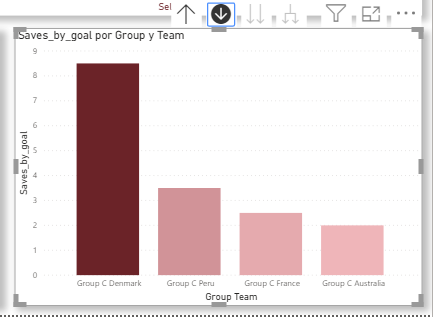 Sel
Saves_by_goal por Group y Team
9
8
7
6
5
4
3
2
1
0
Saves_by_goal
Group C Denmark
Group C Peru
Group C France
Group C Australia
Group Team